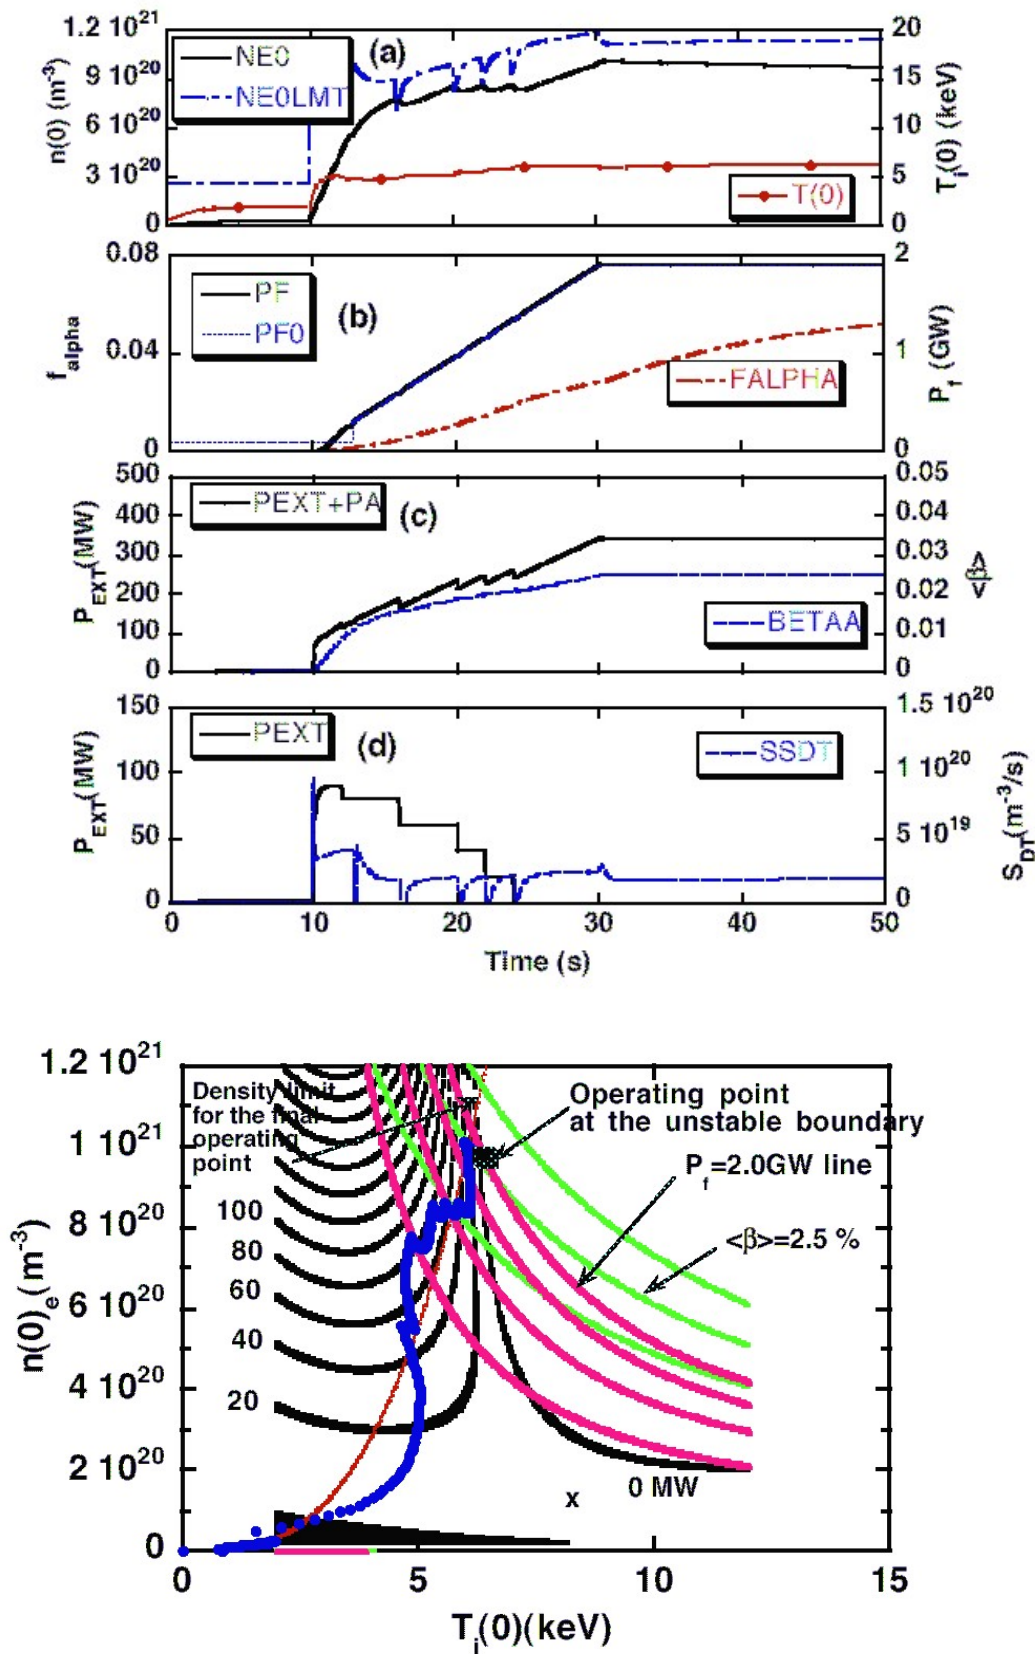 1.2 10^21
9 10^20
6 10^20
3 10^20
0
n(0) (m^-3)
NE0
NE0LMT
(a)
T(0)
20
15
10
5
0
T_i(0) (keV)
0.08
0.04
0
f_alpha
PF
PF0
(b)
FALPHA
2
1
0
P_f (GW)
500
400
300
200
100
0
P_EXT(MW)
PEXT+PA
(c)
BETAA
0.05
0.04
0.03
0.02
0.01
0
<β>
150
100
50
0
P_EXT(MW)
PEXT
(d)
SSDT
1.5 10^20
1 10^20
5 10^19
0
S_DT(m^-3/s)
0 10 20 30 40 50
Time (s)
1.2 10^21
1 10^21
8 10^20
6 10^20
4 10^20
2 10^20
0
n(0)_e(m^-3)
Density limit
for the final
operating
point
Operating point
at the unstable boundary
P_f=2.0GW line
<β>=2.5 %
100
80
60
40
20
0 MW
x
0 5 10 15
T_i(0)(keV)